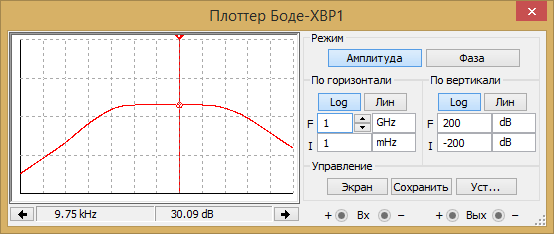 Плоттер Боде-XBP1
Режим
Амплитуда Фаза
По горизонтали По вертикали
Log Лин Log Лин
F 1 GHz F 200 dB
I 1 mHz I -200 dB
Управление
Экран Сохранить Уст...
9.75 kHz 30.09 dB + Вх − + Вых −